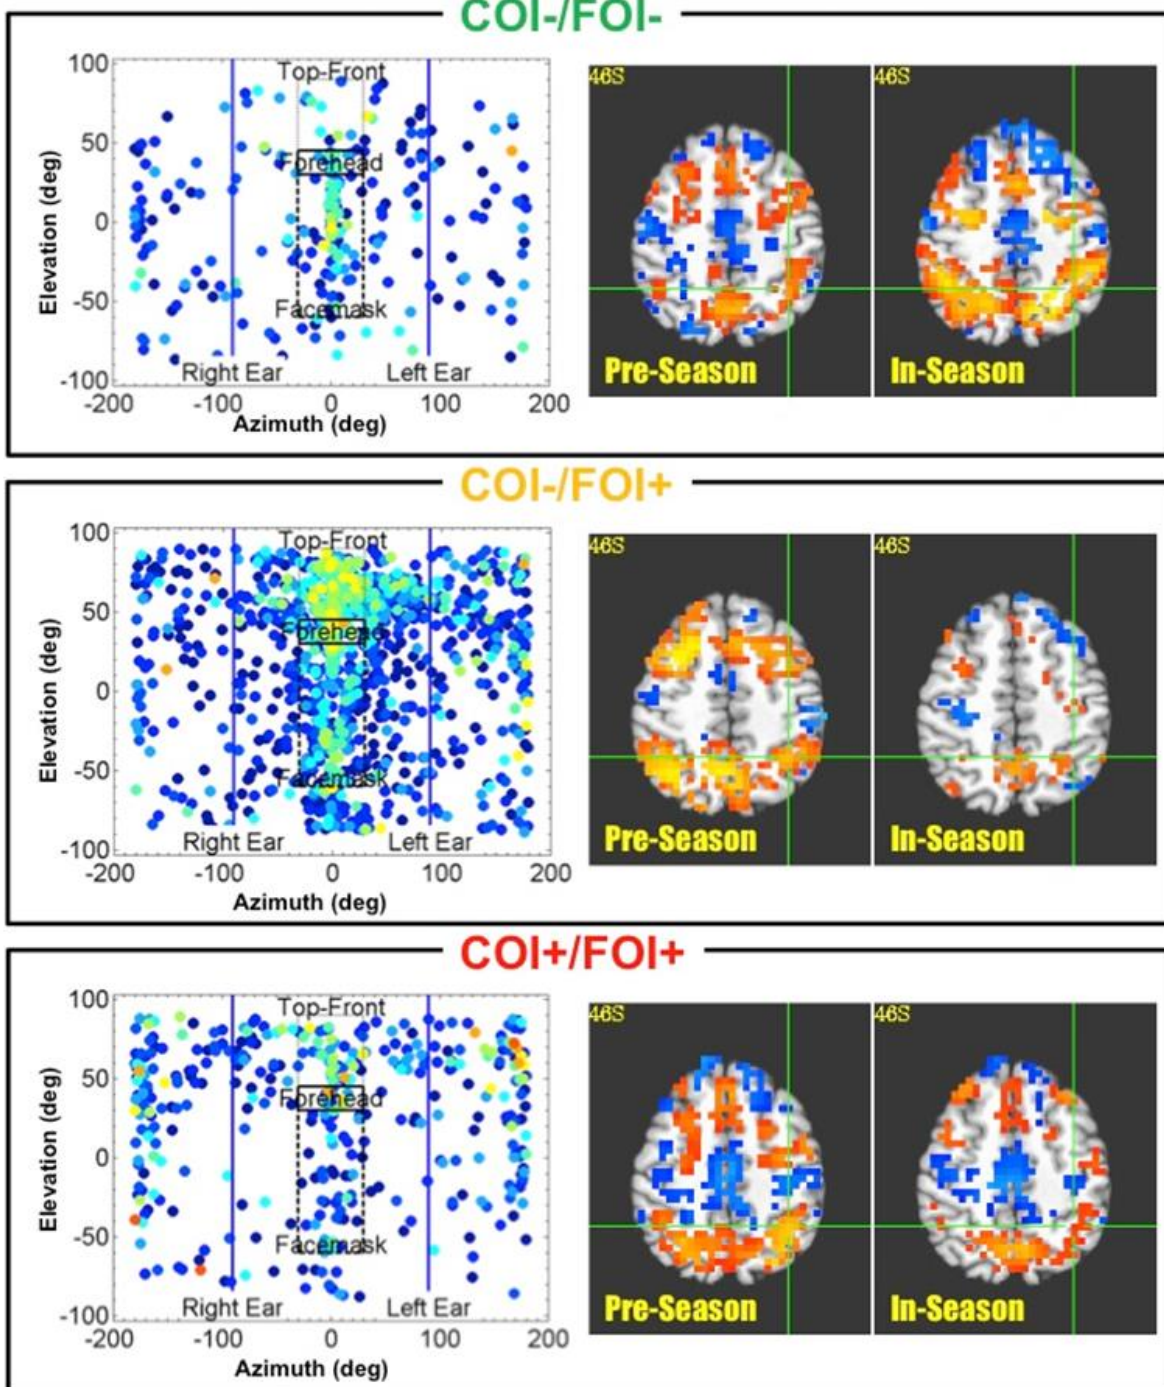 COI-/FOI-
100
50
0
-50
-100
Elevation (deg)
Top-Front
Forehead
Facemask
Right Ear
Left Ear
-200
-100
0
100
200
Azimuth (deg)
46S
Pre-Season
46S
In-Season
COI-/FOI+
100
50
0
-50
-100
Elevation (deg)
Top-Front
Forehead
Facemask
Right Ear
Left Ear
-200
-100
0
100
200
Azimuth (deg)
46S
Pre-Season
46S
In-Season
COI+/FOI+
100
50
0
-50
-100
Elevation (deg)
Top-Front
Forehead
Facemask
Right Ear
Left Ear
-200
-100
0
100
200
Azimuth (deg)
46S
Pre-Season
46S
In-Season